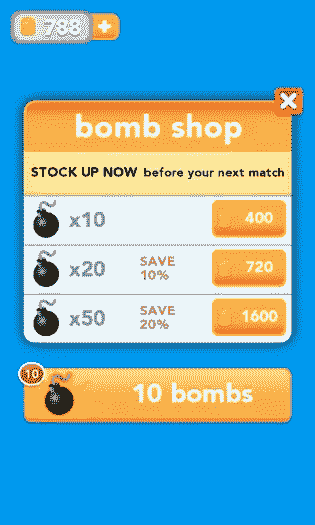 788 +
bomb shop
STOCK UP NOW before your next match
x10 400
x20 SAVE 10% 720
x50 SAVE 20% 1600
10
10 bombs